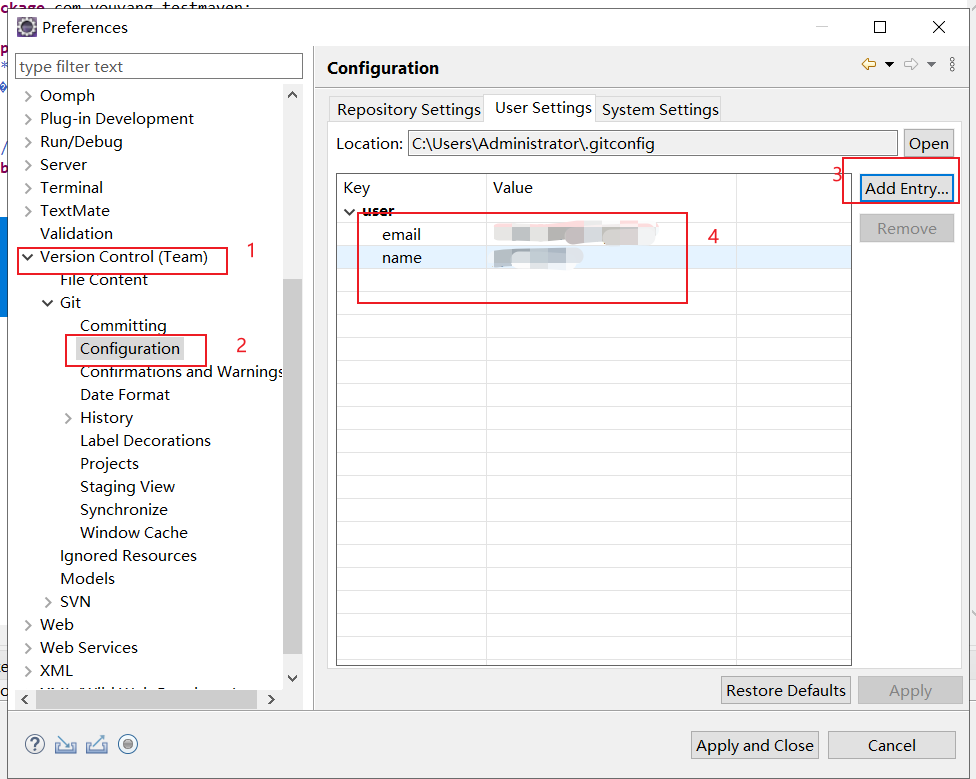 ckage com.youyang.testmaven;
Preferences
type filter text
Oomph
Plug-in Development
Run/Debug
Server
Terminal
TextMate
Validation
Version Control (Team)
1
File Content
Git
Committing
Configuration
2
Confirmations and Warnings
Date Format
History
Label Decorations
Projects
Staging View
Synchronize
Window Cache
Ignored Resources
Models
SVN
Web
Web Services
XML
Configuration
Repository Settings
User Settings
System Settings
Location:
C:\Users\Administrator\.gitconfig
Open
Key
Value
3
Add Entry...
user
Remove
email
4
name
Restore Defaults
Apply
Apply and Close
Cancel